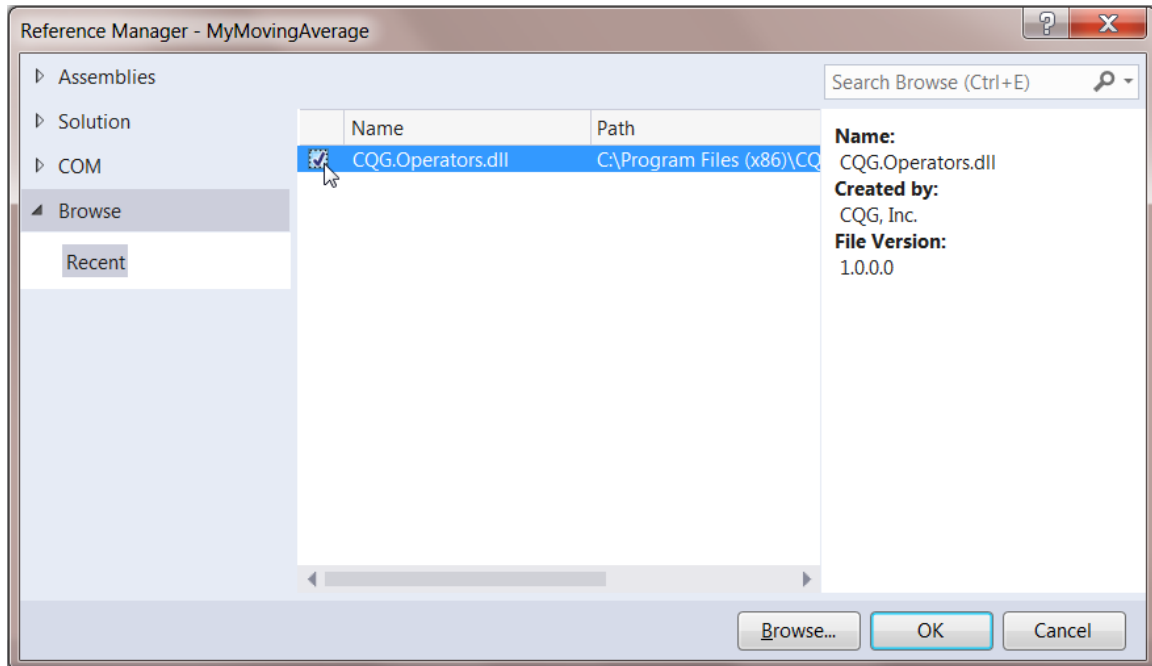 Reference Manager - MyMovingAverage
Assemblies
Solution
COM
Browse
Recent
Name Path
CQG.Operators.dll C:\Program Files (x86)\CQ
Search Browse (Ctrl+E)
Name:
CQG.Operators.dll
Created by:
CQG, Inc.
File Version:
1.0.0.0
Browse... OK Cancel